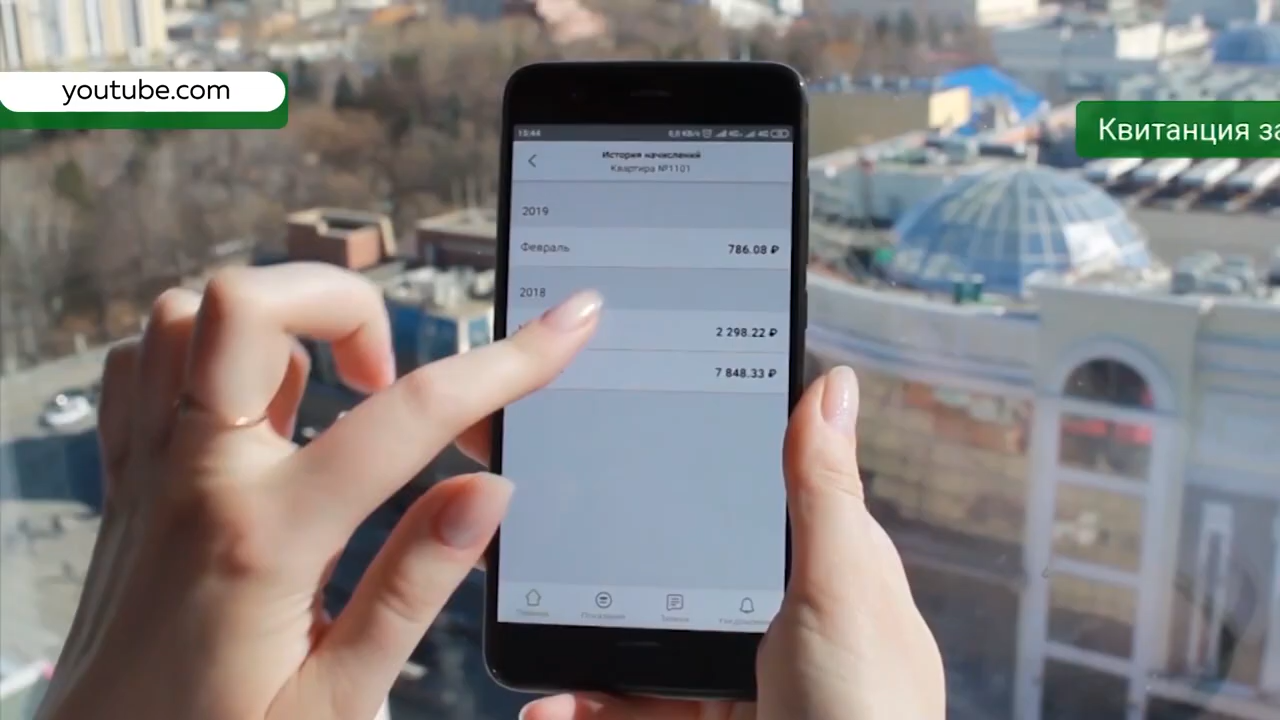 youtube.com
Квитанция за
15:44
История начислений
Квартира №1101
2019
Февраль 786.08 ₽
2018
2 298.22 ₽
7 848.33 ₽